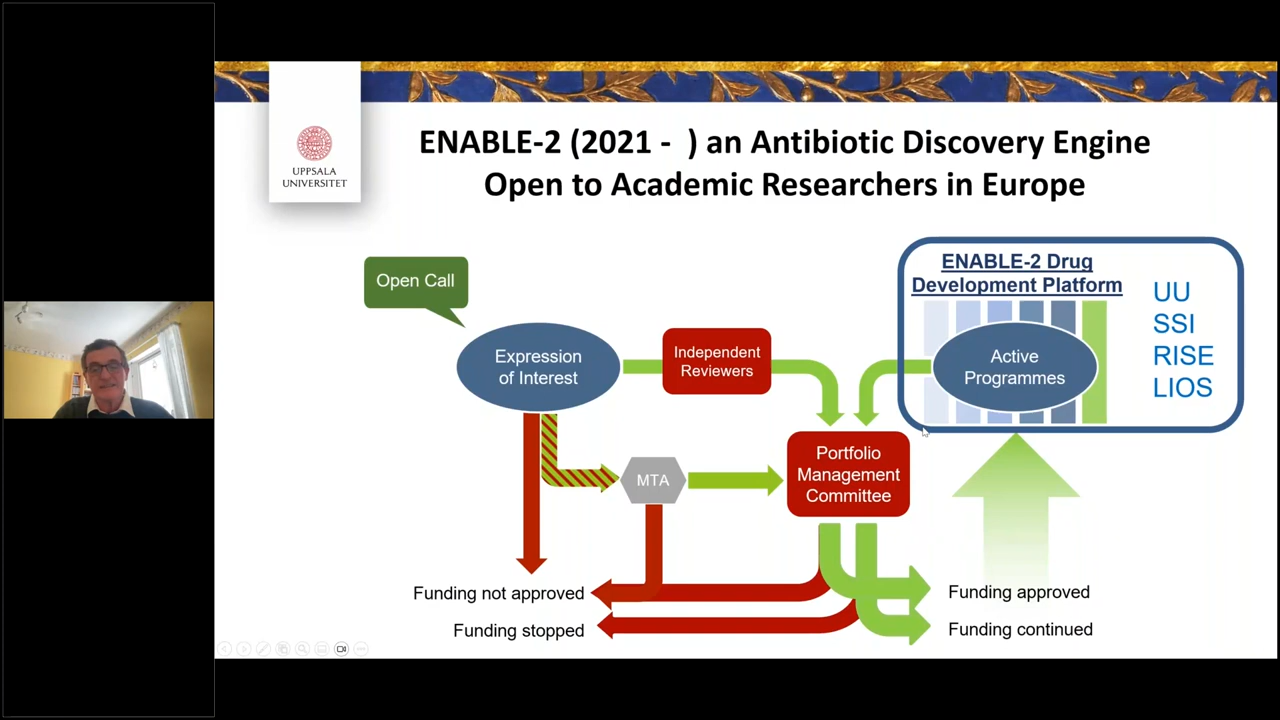 UPPSALA
UNIVERSITET
ENABLE-2 (2021 -  ) an Antibiotic Discovery Engine
Open to Academic Researchers in Europe
Open Call
Expression
of Interest
Independent
Reviewers
ENABLE-2 Drug
Development Platform
Active
Programmes
UU
SSI
RISE
LIOS
MTA
Portfolio
Management
Committee
Funding not approved
Funding stopped
Funding approved
Funding continued